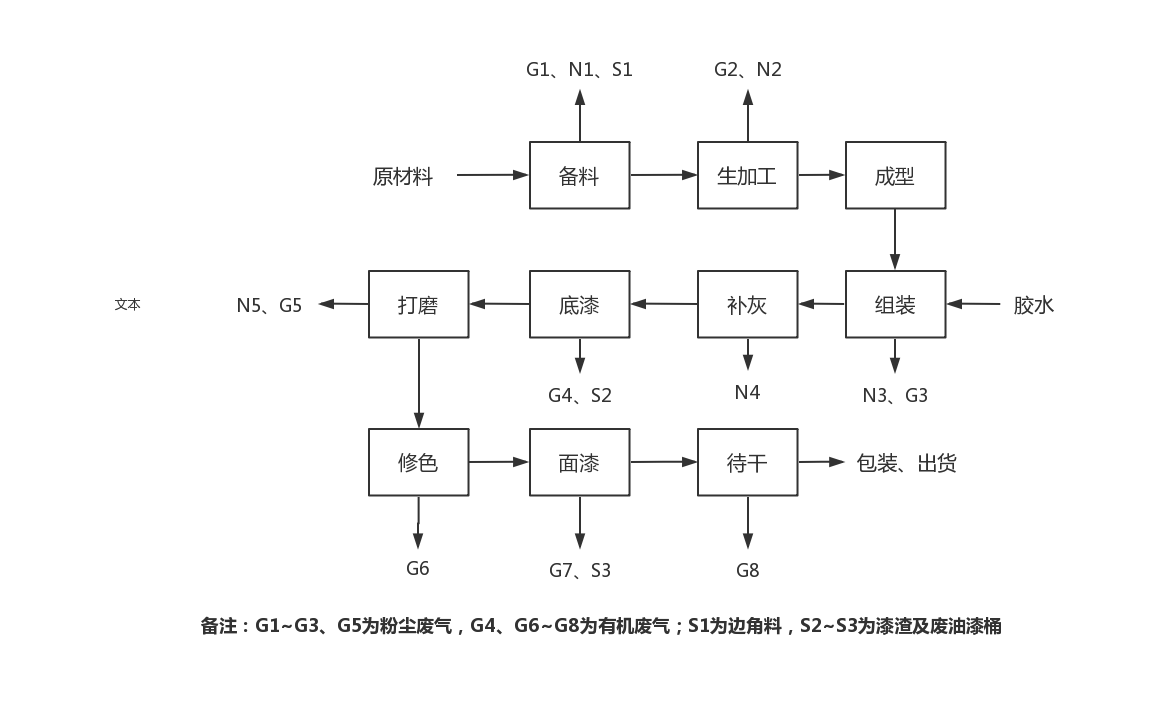 G1、N1、S1 G2、N2
原材料 备料 生加工 成型
文本 N5、G5 打磨 底漆 补灰 组装 胶水
G4、S2 N4 N3、G3
修色 面漆 待干 包装、出货
G6 G7、S3 G8
备注：G1~G3、G5为粉尘废气，G4、G6~G8为有机废气；S1为边角料，S2~S3为漆渣及废油漆桶